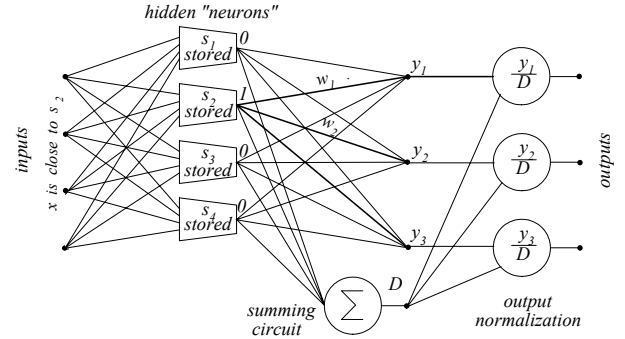 hidden "neurons"
s1
stored
0
s2
stored
1
s3
stored
0
s4
stored
0
inputs
x is close to s2
w1
w2
y1
y2
y3
y1
D
y2
D
y3
D
outputs
summing
circuit
∑
D
output
normalization